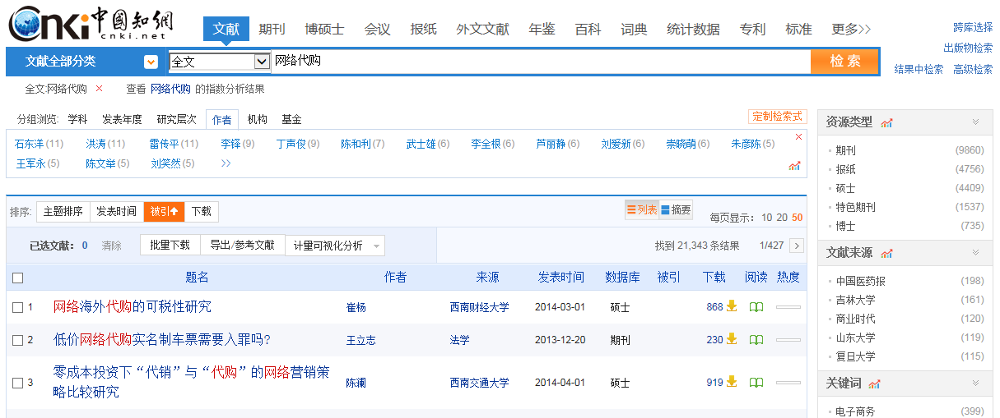 cnki 中国知網
cnki.net
文献 期刊 博硕士 会议 报纸 外文文献 年鉴 百科 词典 统计数据 专利 标准 更多>>
跨库选择
出版物检索
结果中检索 高级检索
文献全部分类 全文 网络代购 检 索
全文:网络代购 × 查看 网络代购 的指数分析结果
分组浏览: 学科 发表年度 研究层次 作者 机构 基金 定制检索式
石东洋(11) 洪涛(11) 雷传平(11) 李铎(9) 丁声俊(9) 陈和利(7) 武士雄(6) 李全根(6) 芦丽静(6) 刘爱新(6) 崇晓萌(6) 朱彦陈(5)
王军永(5) 陈文举(5) 刘笑然(5) >>
排序: 主题排序 发表时间 被引 下载 列表 摘要 每页显示: 10 20 50
已选文献: 0 清除 批量下载 导出/参考文献 计量可视化分析 找到 21,343 条结果 1/427 >
题名 作者 来源 发表时间 数据库 被引 下载 阅读 热度
1 网络海外代购的可税性研究 崔杨 西南财经大学 2014-03-01 硕士 868
2 低价网络代购实名制车票需要入罪吗? 王立志 法学 2013-12-20 期刊 230
3 零成本投资下“代销”与“代购”的网络营销策
略比较研究 陈澜 西南交通大学 2014-04-01 硕士 919
资源类型
期刊 (9860)
报纸 (4756)
硕士 (4409)
特色期刊 (1537)
博士 (735)
文献来源
中国医药报 (198)
吉林大学 (161)
商业时代 (120)
山东大学 (119)
复旦大学 (115)
关键词
电子商务 (399)